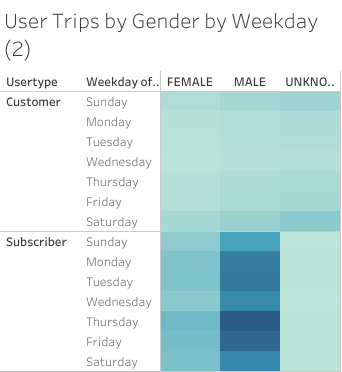 User Trips by Gender by Weekday
(2)
Usertype Weekday of.. FEMALE MALE UNKNO..
Customer Sunday
Monday
Tuesday
Wednesday
Thursday
Friday
Saturday
Subscriber Sunday
Monday
Tuesday
Wednesday
Thursday
Friday
Saturday